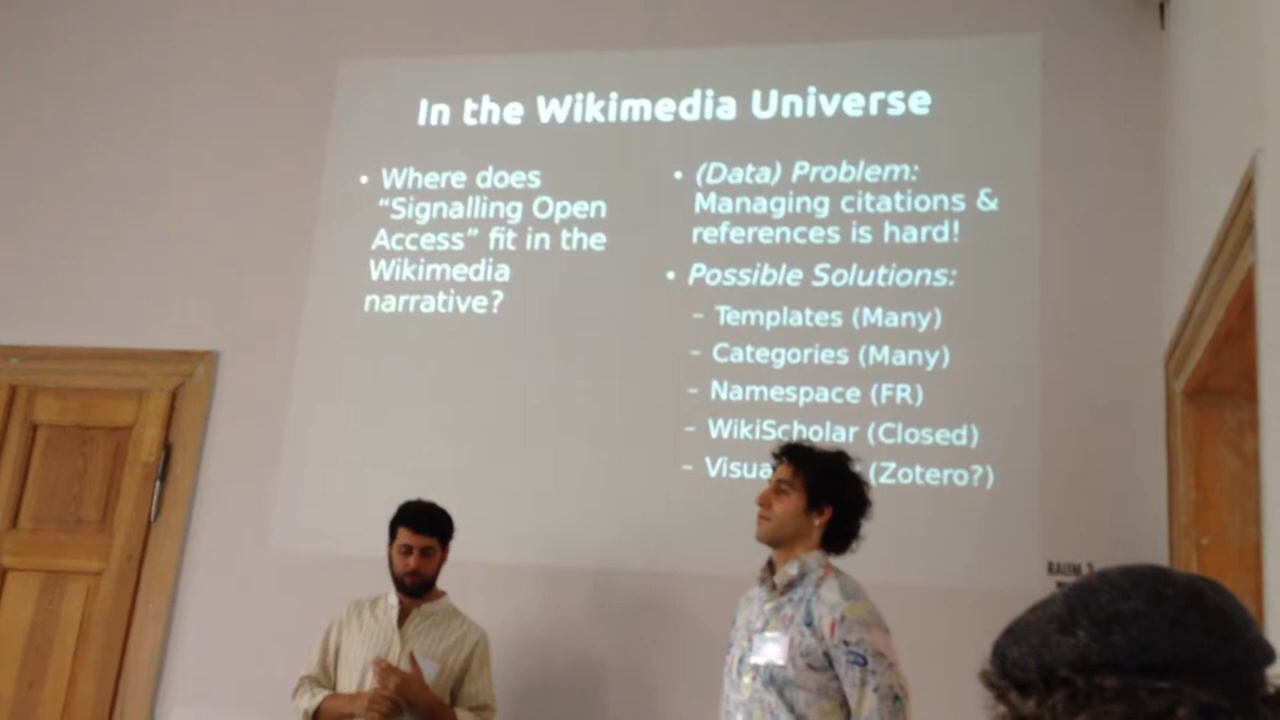 In the Wikimedia Universe
• Where does
“Signalling Open
Access” fit in the
Wikimedia
narrative?
• (Data) Problem:
Managing citations &
references is hard!
• Possible Solutions:
– Templates (Many)
– Categories (Many)
– Namespace (FR)
– WikiScholar (Closed)
– (Zotero?)
RAUM